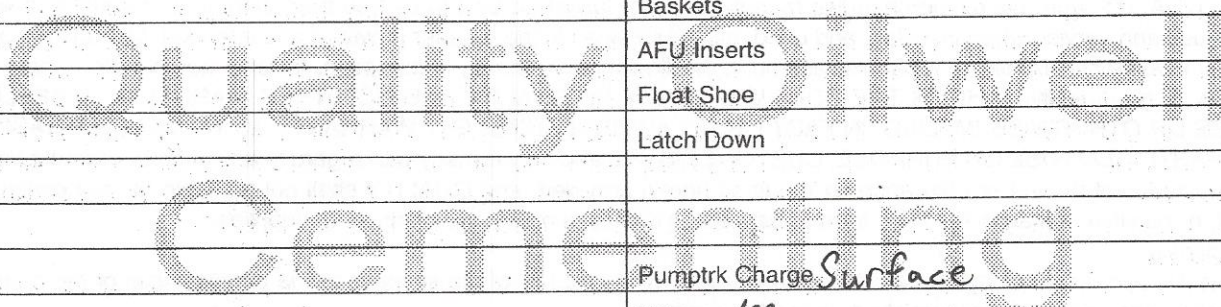 Baskets
Quality Oilwell
AFU Inserts
Float Shoe
Latch Down
Cementing
Pumptrk Charge Surface